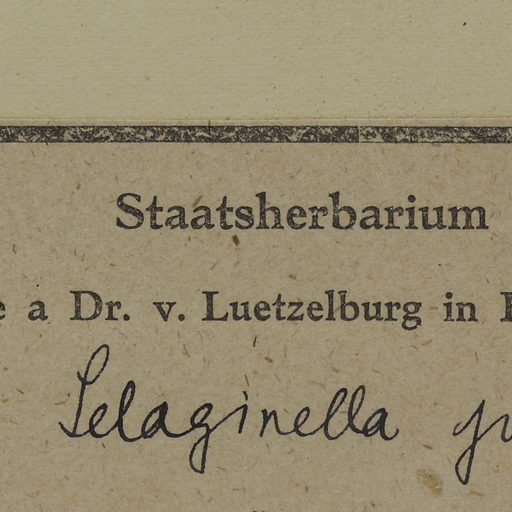 Staatsherbarium
a Dr. v. Luetzelburg in
Selaginella